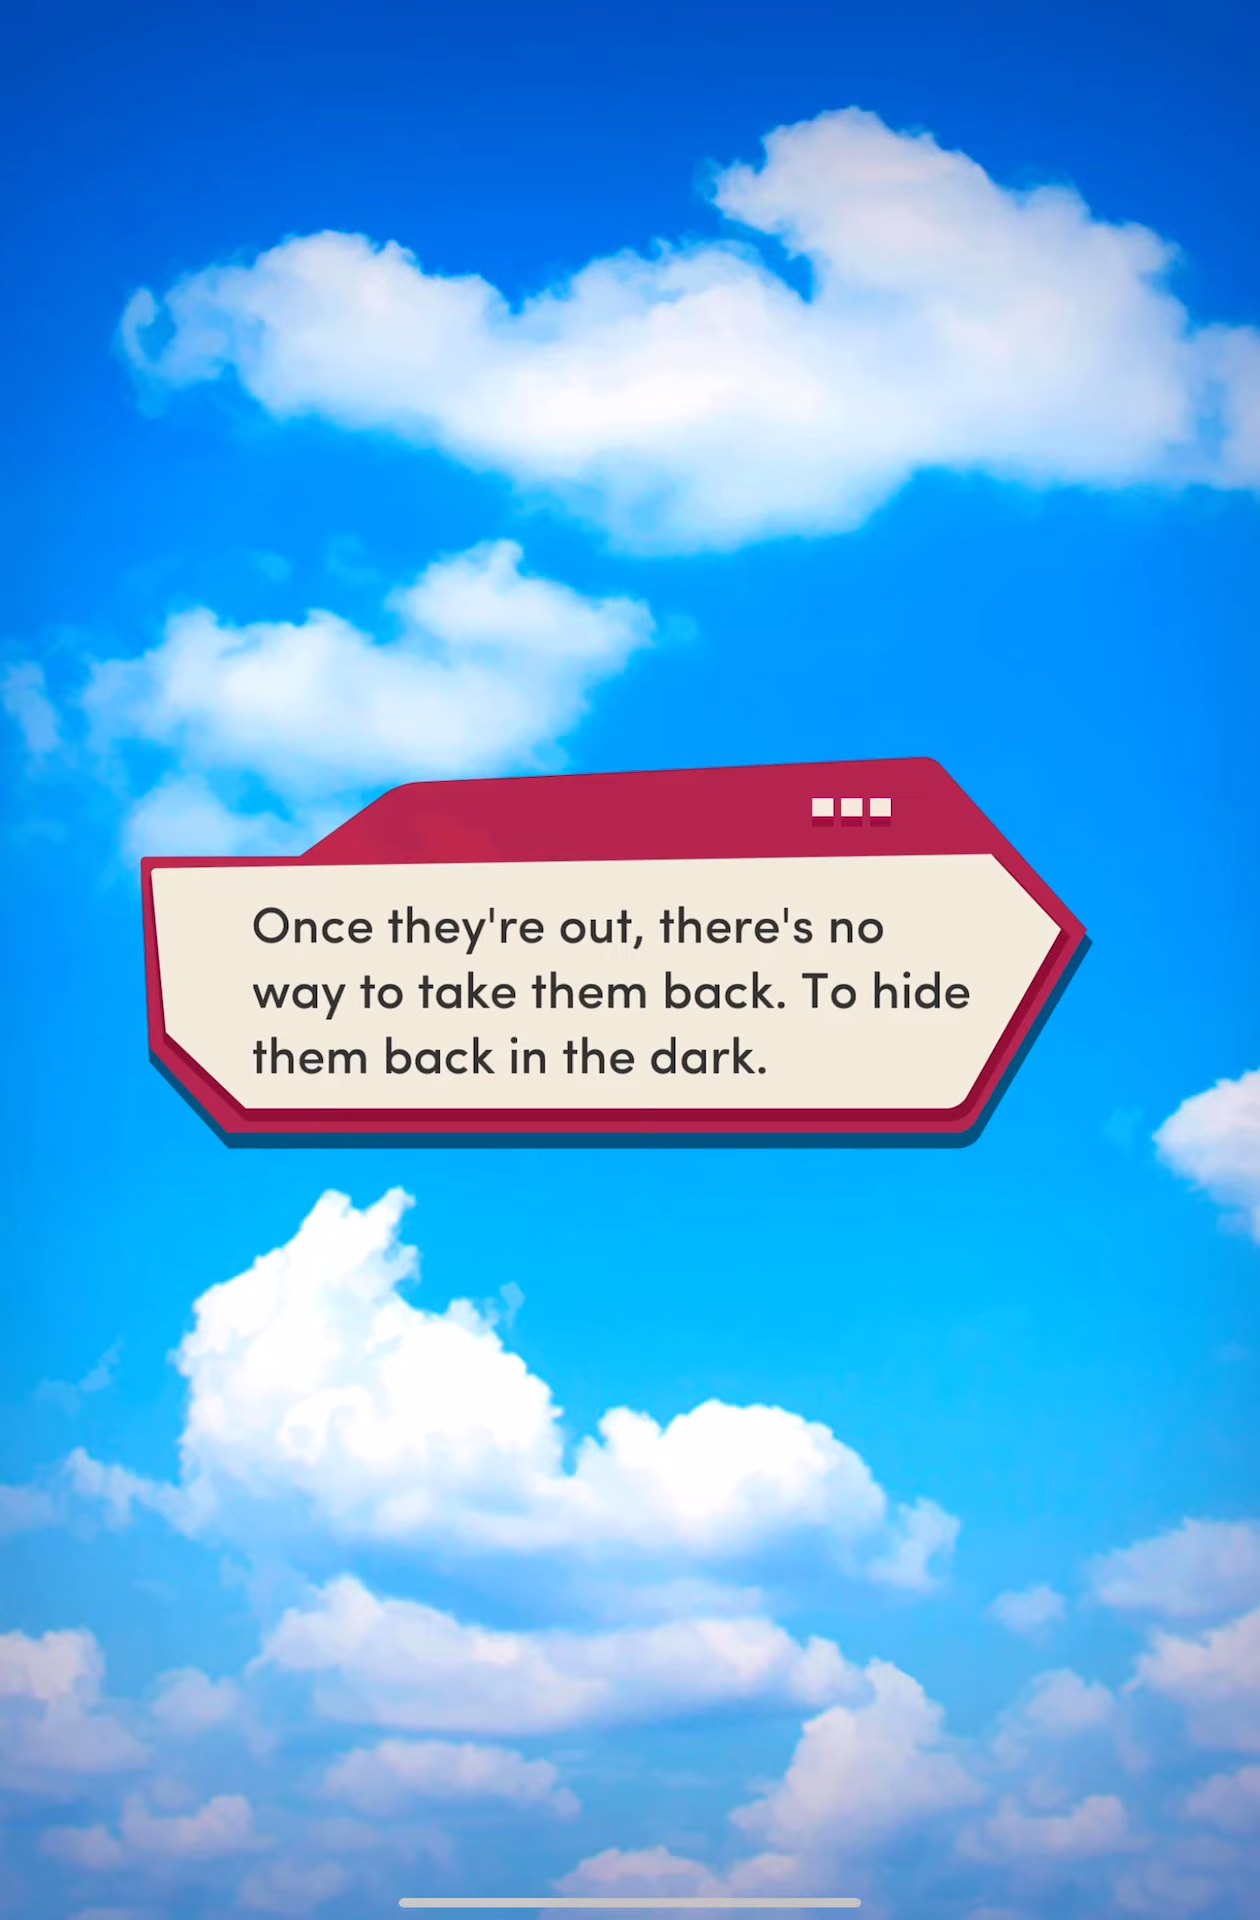 Once they're out, there's no
way to take them back. To hide
them back in the dark.